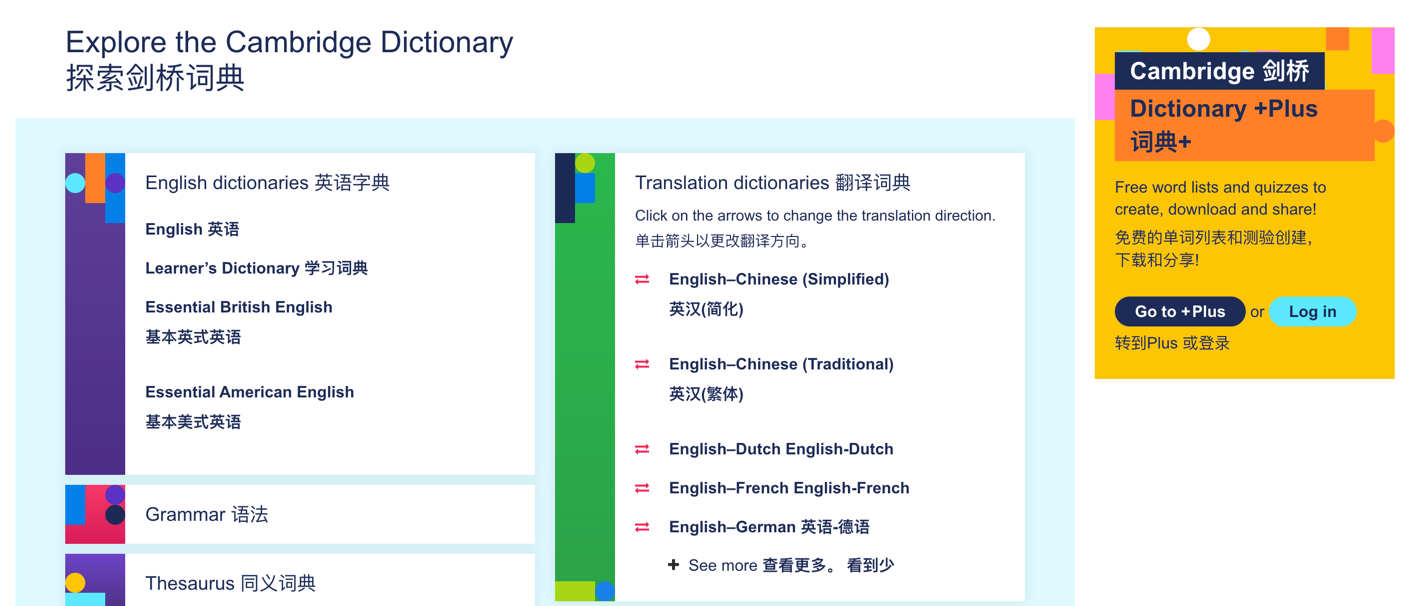 Explore the Cambridge Dictionary
探索剑桥词典
English dictionaries 英语字典
English 英语
Learner’s Dictionary 学习词典
Essential British English
基本英式英语
Essential American English
基本美式英语
Grammar 语法
Thesaurus 同义词典
Translation dictionaries 翻译词典
Click on the arrows to change the translation direction.
单击箭头以更改翻译方向。
English–Chinese (Simplified)
英汉(简化)
English–Chinese (Traditional)
英汉(繁体)
English–Dutch English-Dutch
English–French English-French
English–German 英语-德语
See more 查看更多。 看到少
Cambridge 剑桥
Dictionary +Plus
词典+
Free word lists and quizzes to
create, download and share!
免费的单词列表和测验创建，
下载和分享!
Go to +Plus or Log in
转到Plus 或登录